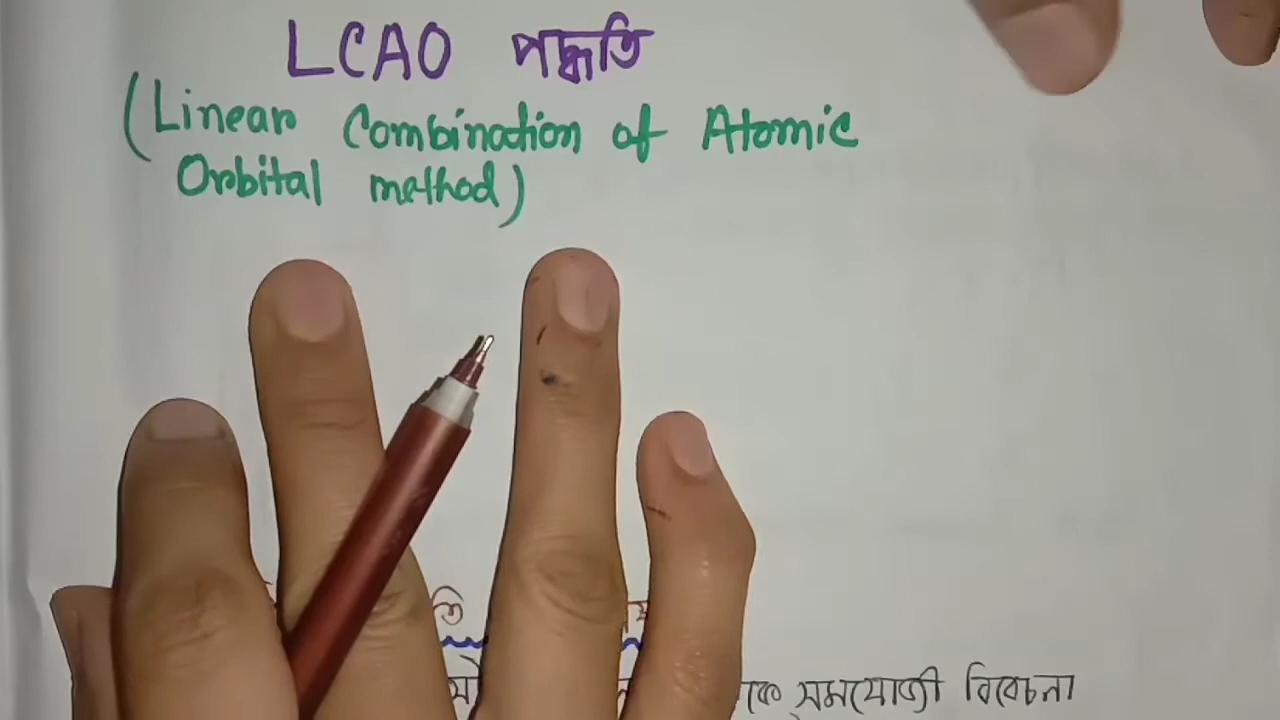 LCAO পদ্ধতি
(Linear Combination of Atomic
Orbital method)
কে সমযোজী বিবেচনা